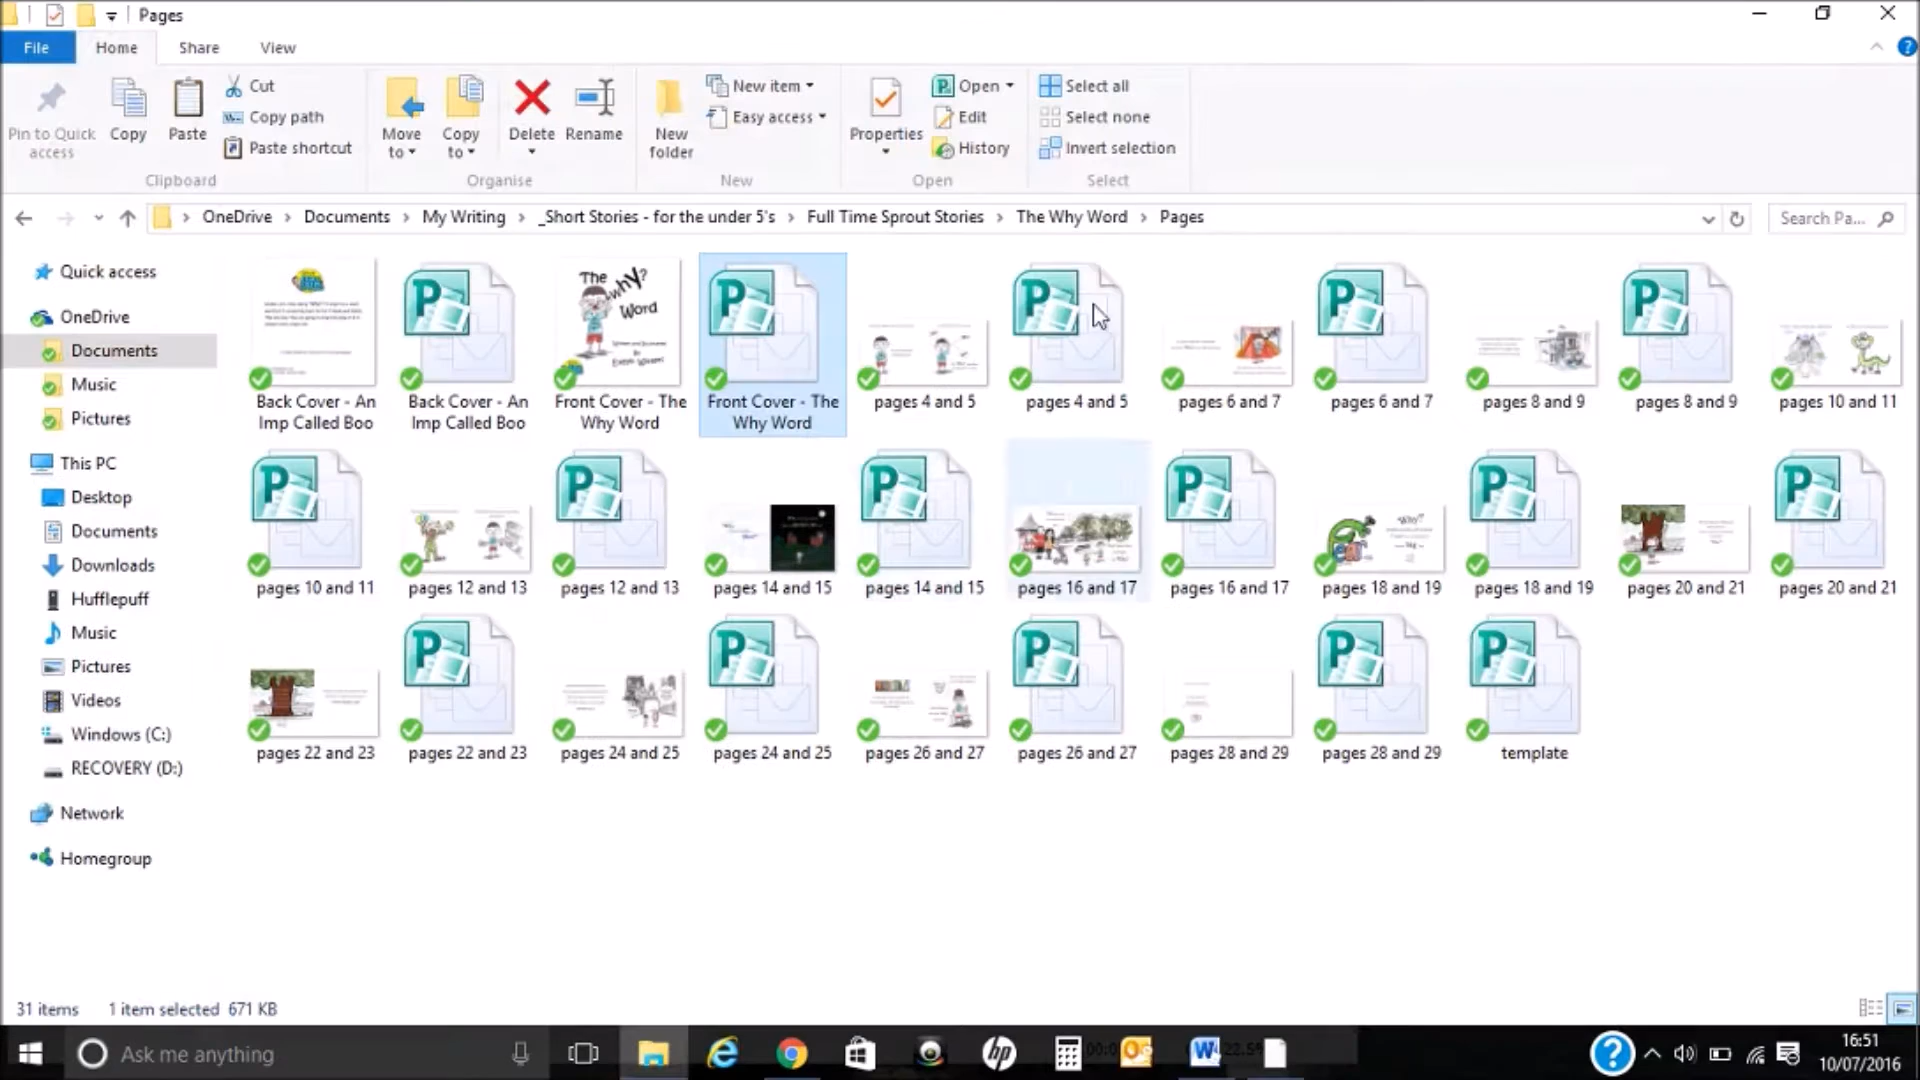 Pages
File Home Share View
Pin to Quick access
Copy
Paste
Cut
Copy path
Paste shortcut
Clipboard
Move to
Copy to
Delete
Rename
Organise
New folder
New item
Easy access
New
Properties
Open
Edit
History
Open
Select all
Select none
Invert selection
Select
OneDrive > Documents > My Writing > _Short Stories - for the under 5's > Full Time Sprout Stories > The Why Word > Pages
Search Pa...
Quick access
OneDrive
Documents
Music
Pictures
This PC
Desktop
Documents
Downloads
Hufflepuff
Music
Pictures
Videos
Windows (C:)
RECOVERY (D:)
Network
Homegroup
The
why?
Word
Back Cover - An Imp Called Boo
Back Cover - An Imp Called Boo
Front Cover - The Why Word
Front Cover - The Why Word
pages 4 and 5
pages 4 and 5
pages 6 and 7
pages 6 and 7
pages 8 and 9
pages 8 and 9
pages 10 and 11
pages 10 and 11
pages 12 and 13
pages 12 and 13
pages 14 and 15
pages 14 and 15
pages 16 and 17
pages 16 and 17
pages 18 and 19
pages 18 and 19
pages 20 and 21
pages 20 and 21
pages 22 and 23
pages 22 and 23
pages 24 and 25
pages 24 and 25
pages 26 and 27
pages 26 and 27
pages 28 and 29
pages 28 and 29
template
31 items 1 item selected 671 KB
Ask me anything
16:51
10/07/2016